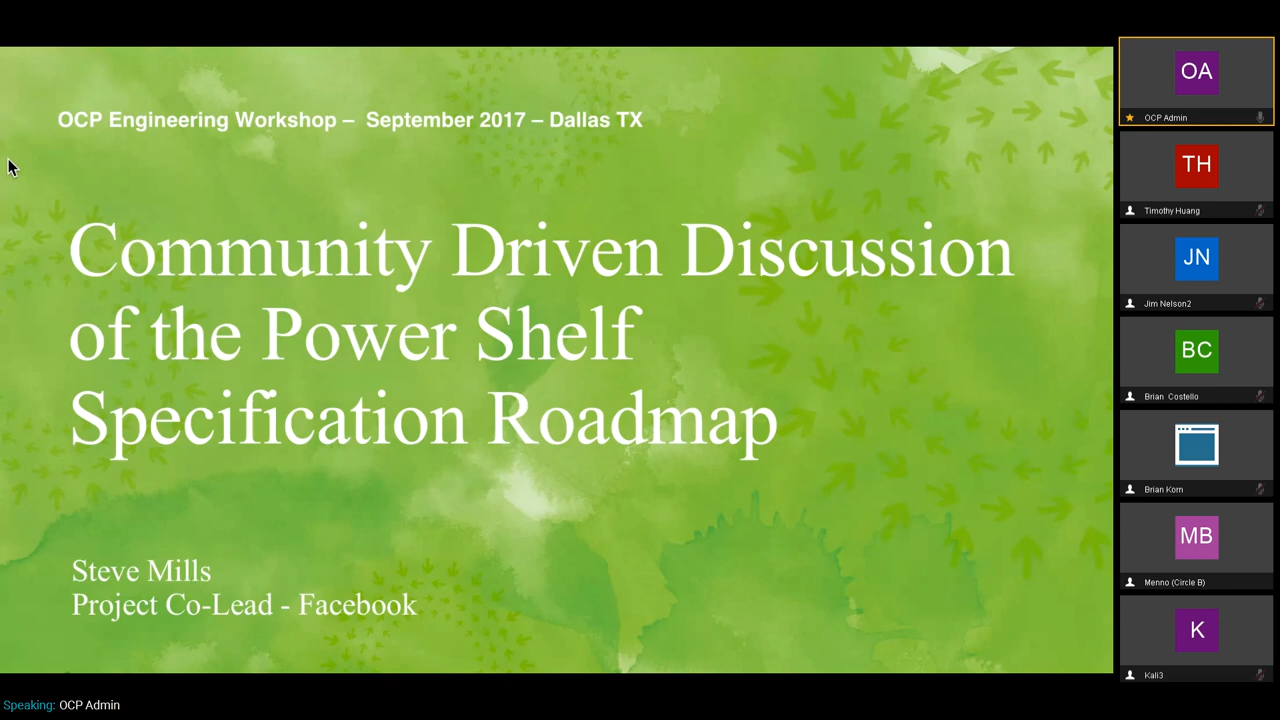 OCP Engineering Workshop – September 2017 – Dallas TX
Community Driven Discussion
of the Power Shelf
Specification Roadmap
Steve Mills
Project Co-Lead - Facebook
OA
OCP Admin
TH
Timothy Huang
JN
Jim Nelson2
BC
Brian Costello
Brian Korn
MB
Menno (Circle B)
K
Kali3
Speaking: OCP Admin